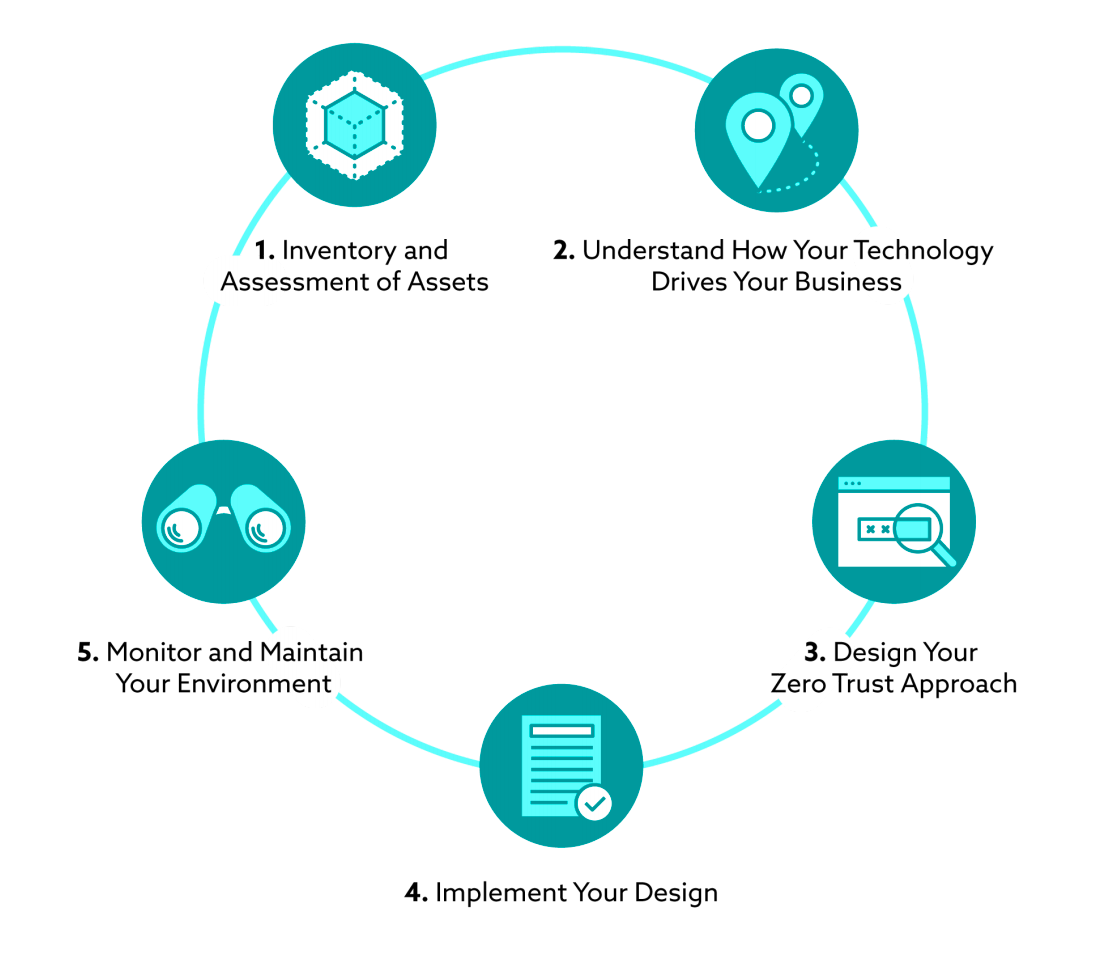 1. Inventory and
Assessment of Assets
2. Understand How Your Technology
Drives Your Business
3. Design Your
Zero Trust Approach
4. Implement Your Design
5. Monitor and Maintain
Your Environment